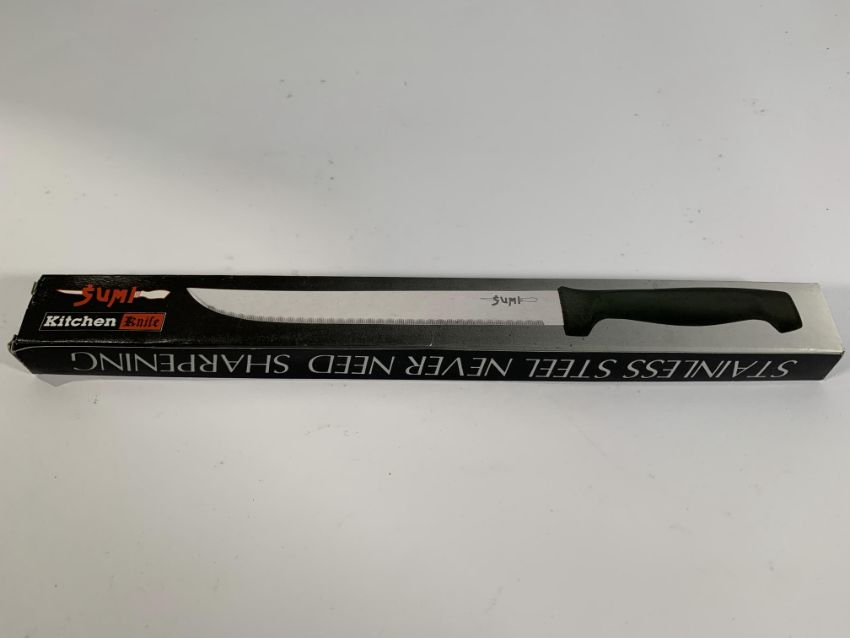 SUMI
Kitchen Knife
SUMI
STAINLESS STEEL NEVER NEED SHARPENING